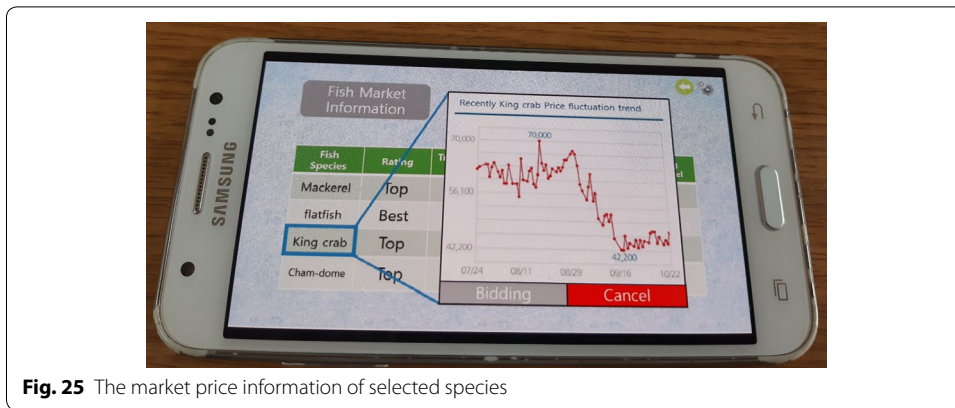 SAMSUNG
Fish Market
Information
Fish
Species
Rating
Mackerel
Top
flatfish
Best
King crab
Top
Cham-dome
Top
Recently King crab Price fluctuation trend
70,000
70,000
56,100
42,200
42,200
07/24 08/11 08/29 09/16 10/22
Bidding
Cancel
Fig. 25 The market price information of selected species